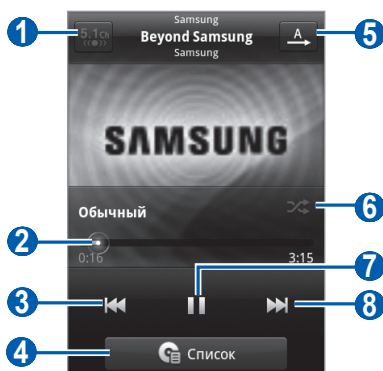 Samsung
Beyond Samsung
Samsung
5.1ch
A
SAMSUNG
Обычный
0:16
3:15
Список
1
2
3
4
5
6
7
8